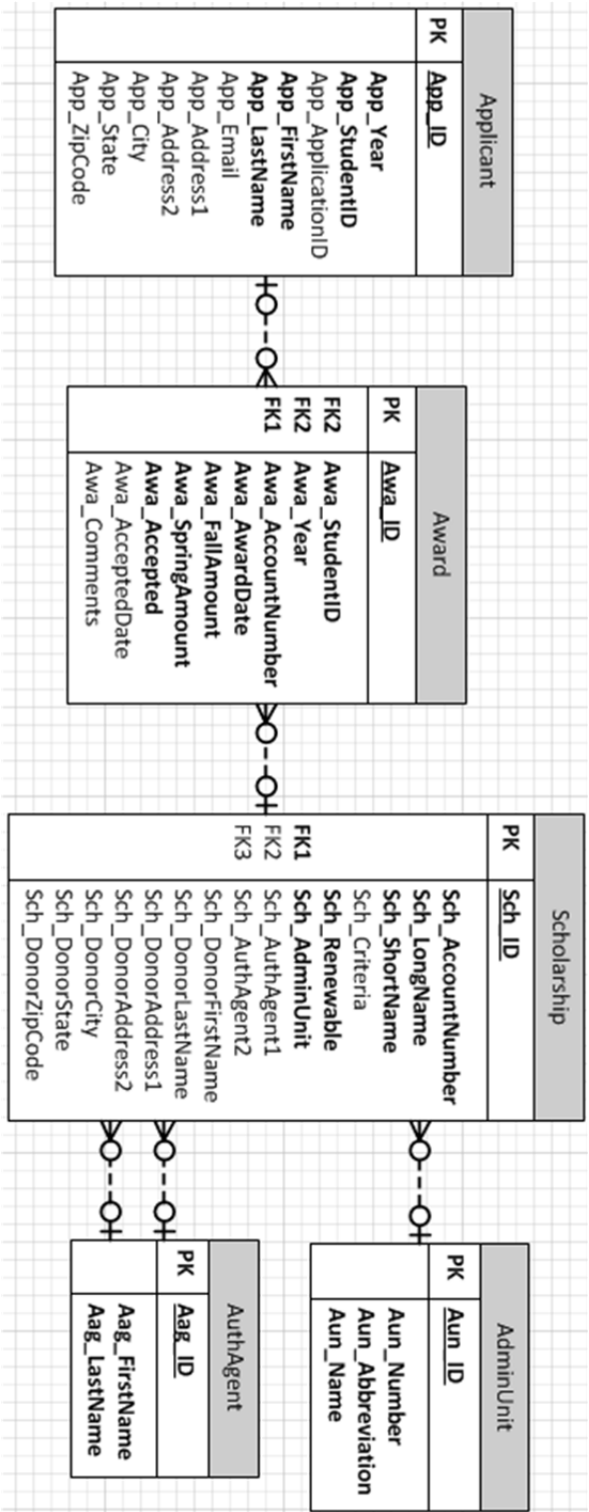 Applicant
PK App_ID
App_Year
App_StudentID
App_ApplicationID
App_FirstName
App_LastName
App_Email
App_Address1
App_Address2
App_City
App_State
App_ZipCode
Award
PK Awa_ID
FK2 Awa_StudentID
FK2 Awa_Year
FK1 Awa_AccountNumber
Awa_AwardDate
Awa_FallAmount
Awa_SpringAmount
Awa_Accepted
Awa_AcceptedDate
Awa_Comments
Scholarship
PK Sch_ID
Sch_AccountNumber
Sch_LongName
Sch_ShortName
Sch_Criteria
Sch_Renewable
FK1 Sch_AdminUnit
FK2 Sch_AuthAgent1
FK3 Sch_AuthAgent2
Sch_DonorFirstName
Sch_DonorLastName
Sch_DonorAddress1
Sch_DonorAddress2
Sch_DonorCity
Sch_DonorState
Sch_DonorZipCode
AdminUnit
PK Aun_ID
Aun_Number
Aun_Abbreviation
Aun_Name
AuthAgent
PK Aag_ID
Aag_FirstName
Aag_LastName